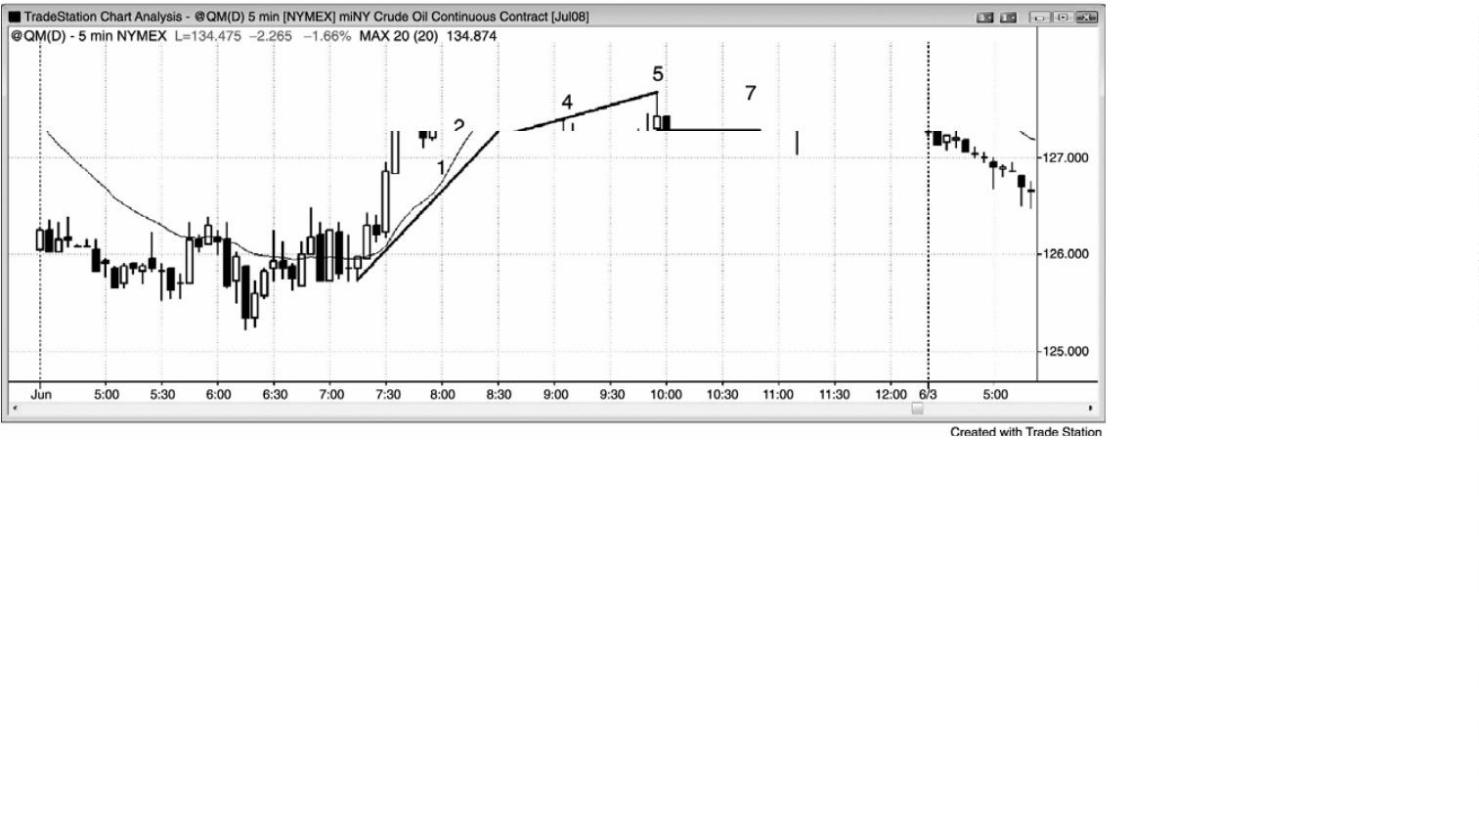 TradeStation Chart Analysis - @QM(D) 5 min [NYMEX] miNY Crude Oil Continuous Contract [Jul08]
@QM(D) - 5 min NYMEX L=134.475 −2.265 −1.66% MAX 20 (20) 134.874
5
7
4
2
1
127.000
126.000
125.000
Jun 5:00 5:30 6:00 6:30 7:00 7:30 8:00 8:30 9:00 9:30 10:00 10:30 11:00 11:30 12:00 6/3 5:00
Created with Trade Station